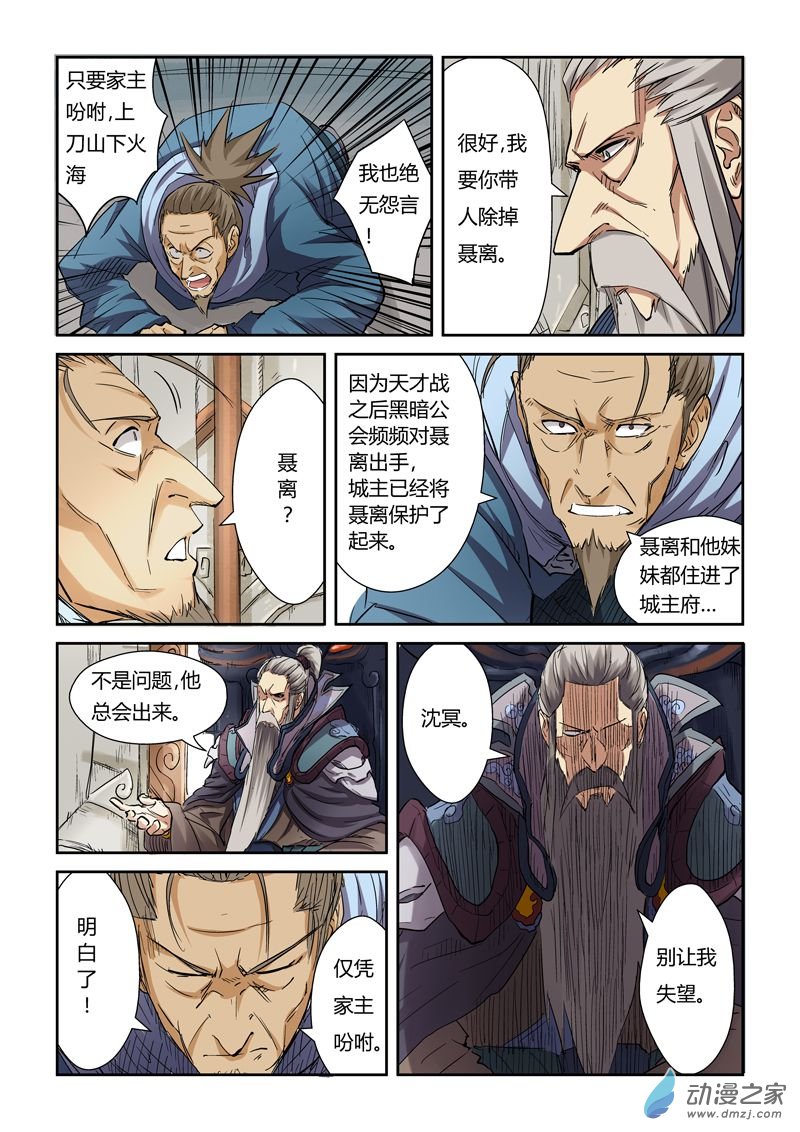 只要家主
吩咐，上
刀山下火
海
我也绝
无怨言
！
很好，我
要你带
人除掉
聂离。
聂离
？
因为天才战
之后黑暗公
会频频对聂
离出手，
城主已经将
聂离保护了
起来。
聂离和他妹
妹都住进了
城主府...
不是问题，他
总会出来。
沈冥。
别让我
失望。
明白
了！
仅凭
家主
吩咐。
动漫之家
www.dmzj.com